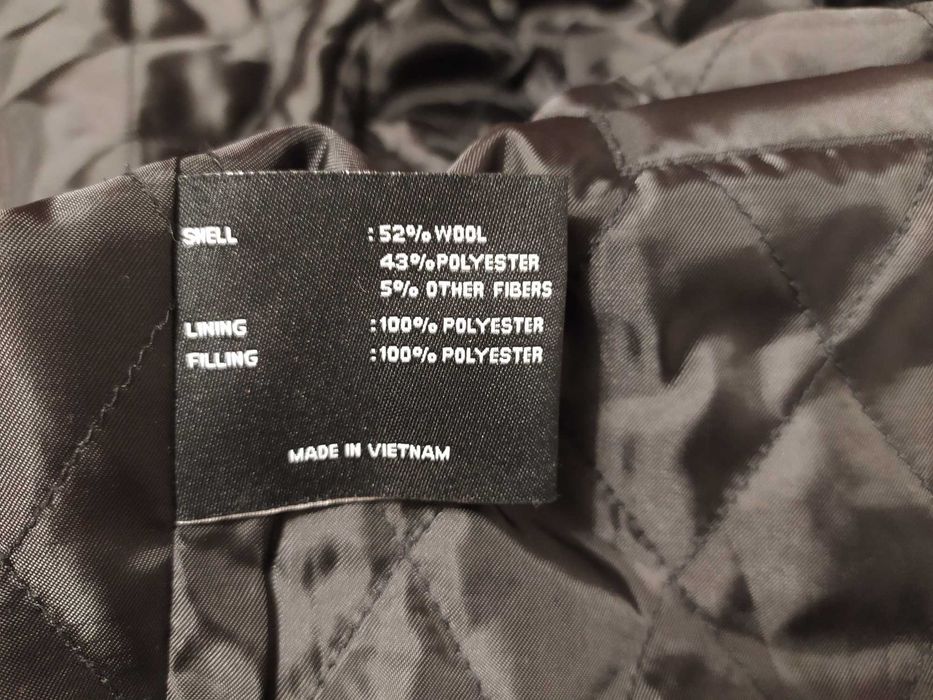 SHELL : 52% WOOL
43% POLYESTER
5% OTHER FIBERS
LINING : 100% POLYESTER
FILLING : 100% POLYESTER
MADE IN VIETNAM